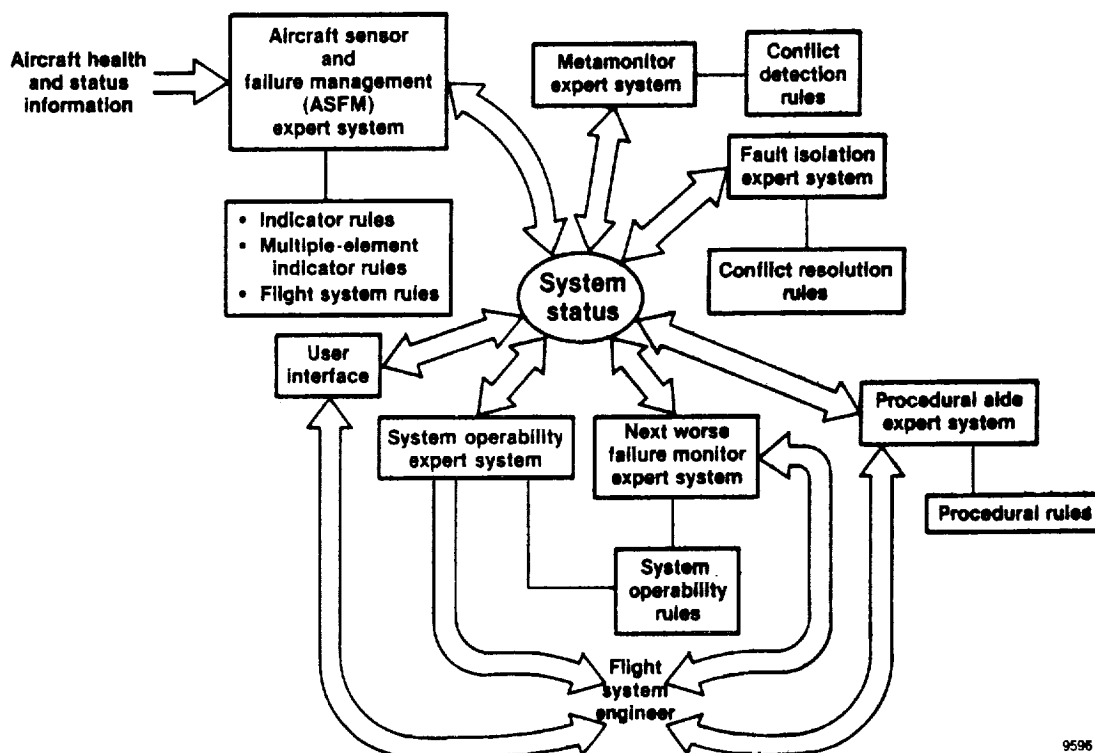 Aircraft health
and status
information
Aircraft sensor
and
failure management
(ASFM)
expert system
Metamonitor
expert system
Conflict
detection
rules
Fault isolation
expert system
• Indicator rules
• Multiple-element
indicator rules
• Flight system rules
Conflict resolution
rules
System
status
User
interface
System operability
expert system
Next worse
failure monitor
expert system
Procedural aide
expert system
Procedural rules
System
operability
rules
Flight
system
engineer
9596